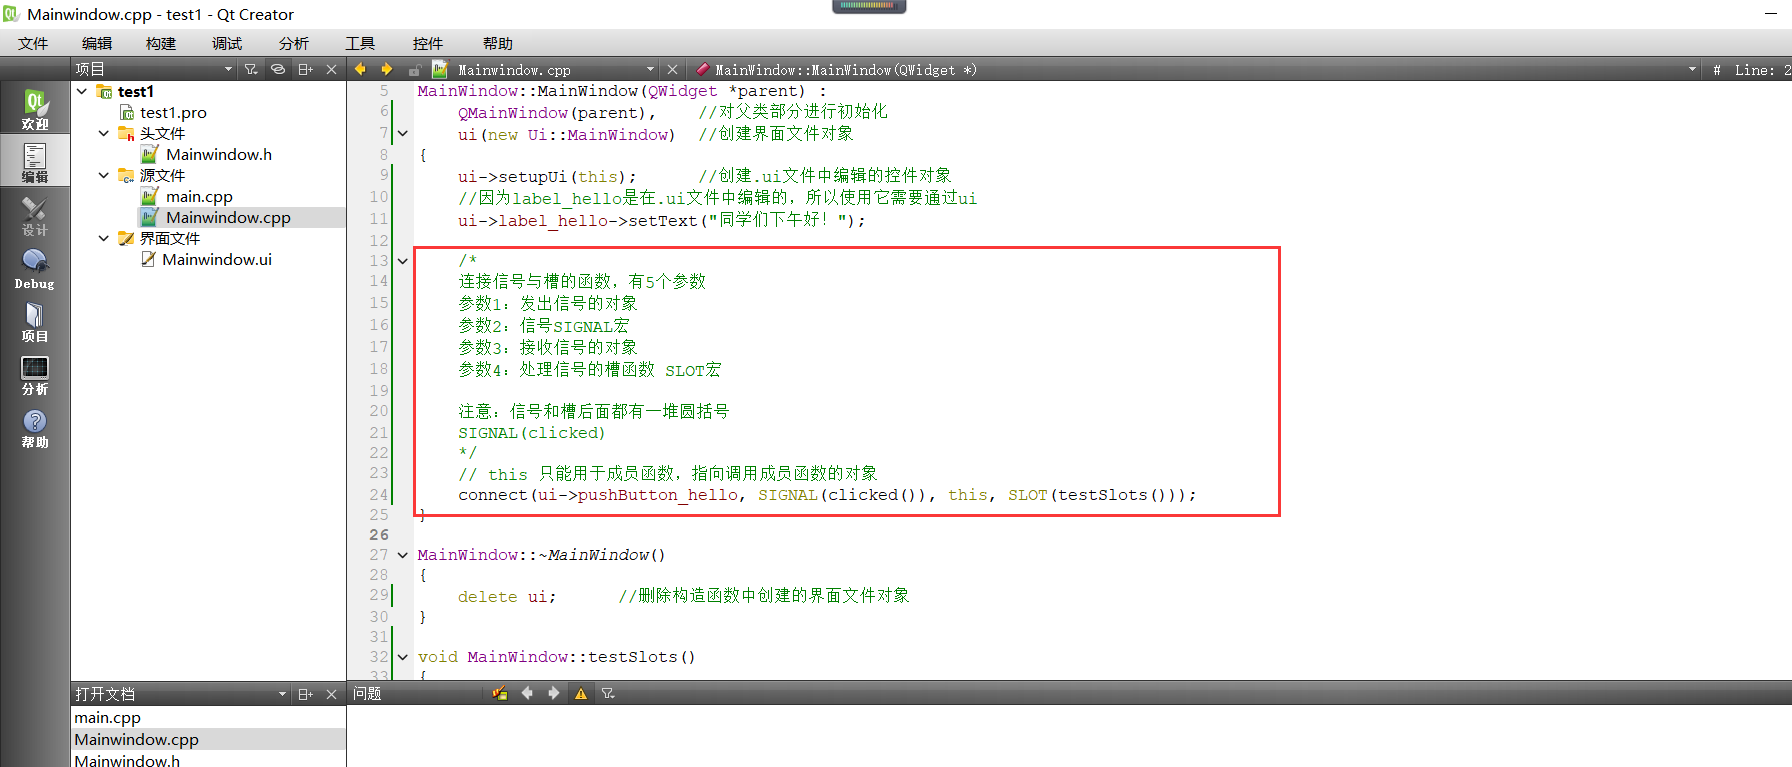 Mainwindow.cpp - test1 - Qt Creator
文件 编辑 构建 调试 分析 工具 控件 帮助
项目
Mainwindow.cpp
MainWindow::MainWindow(QWidget *)
# Line: 2
欢迎
编辑
设计
Debug
项目
分析
帮助
test1
test1.pro
头文件
Mainwindow.h
源文件
main.cpp
Mainwindow.cpp
界面文件
Mainwindow.ui
打开文档
main.cpp
Mainwindow.cpp
Mainwindow.h
5 MainWindow::MainWindow(QWidget *parent) :
6 QMainWindow(parent), //对父类部分进行初始化
7 ui(new Ui::MainWindow) //创建界面文件对象
8 {
9 ui->setupUi(this); //创建.ui文件中编辑的控件对象
10 //因为label_hello是在.ui文件中编辑的，所以使用它需要通过ui
11 ui->label_hello->setText("同学们下午好！");
12
13 /*
14 连接信号与槽的函数，有5个参数
15 参数1：发出信号的对象
16 参数2：信号SIGNAL宏
17 参数3：接收信号的对象
18 参数4：处理信号的槽函数 SLOT宏
19
20 注意：信号和槽后面都有一堆圆括号
21 SIGNAL(clicked)
22 */
23 // this 只能用于成员函数，指向调用成员函数的对象
24 connect(ui->pushButton_hello, SIGNAL(clicked()), this, SLOT(testSlots()));
25 }
26
27 MainWindow::~MainWindow()
28 {
29 delete ui; //删除构造函数中创建的界面文件对象
30 }
31
32 void MainWindow::testSlots()
33 {
问题